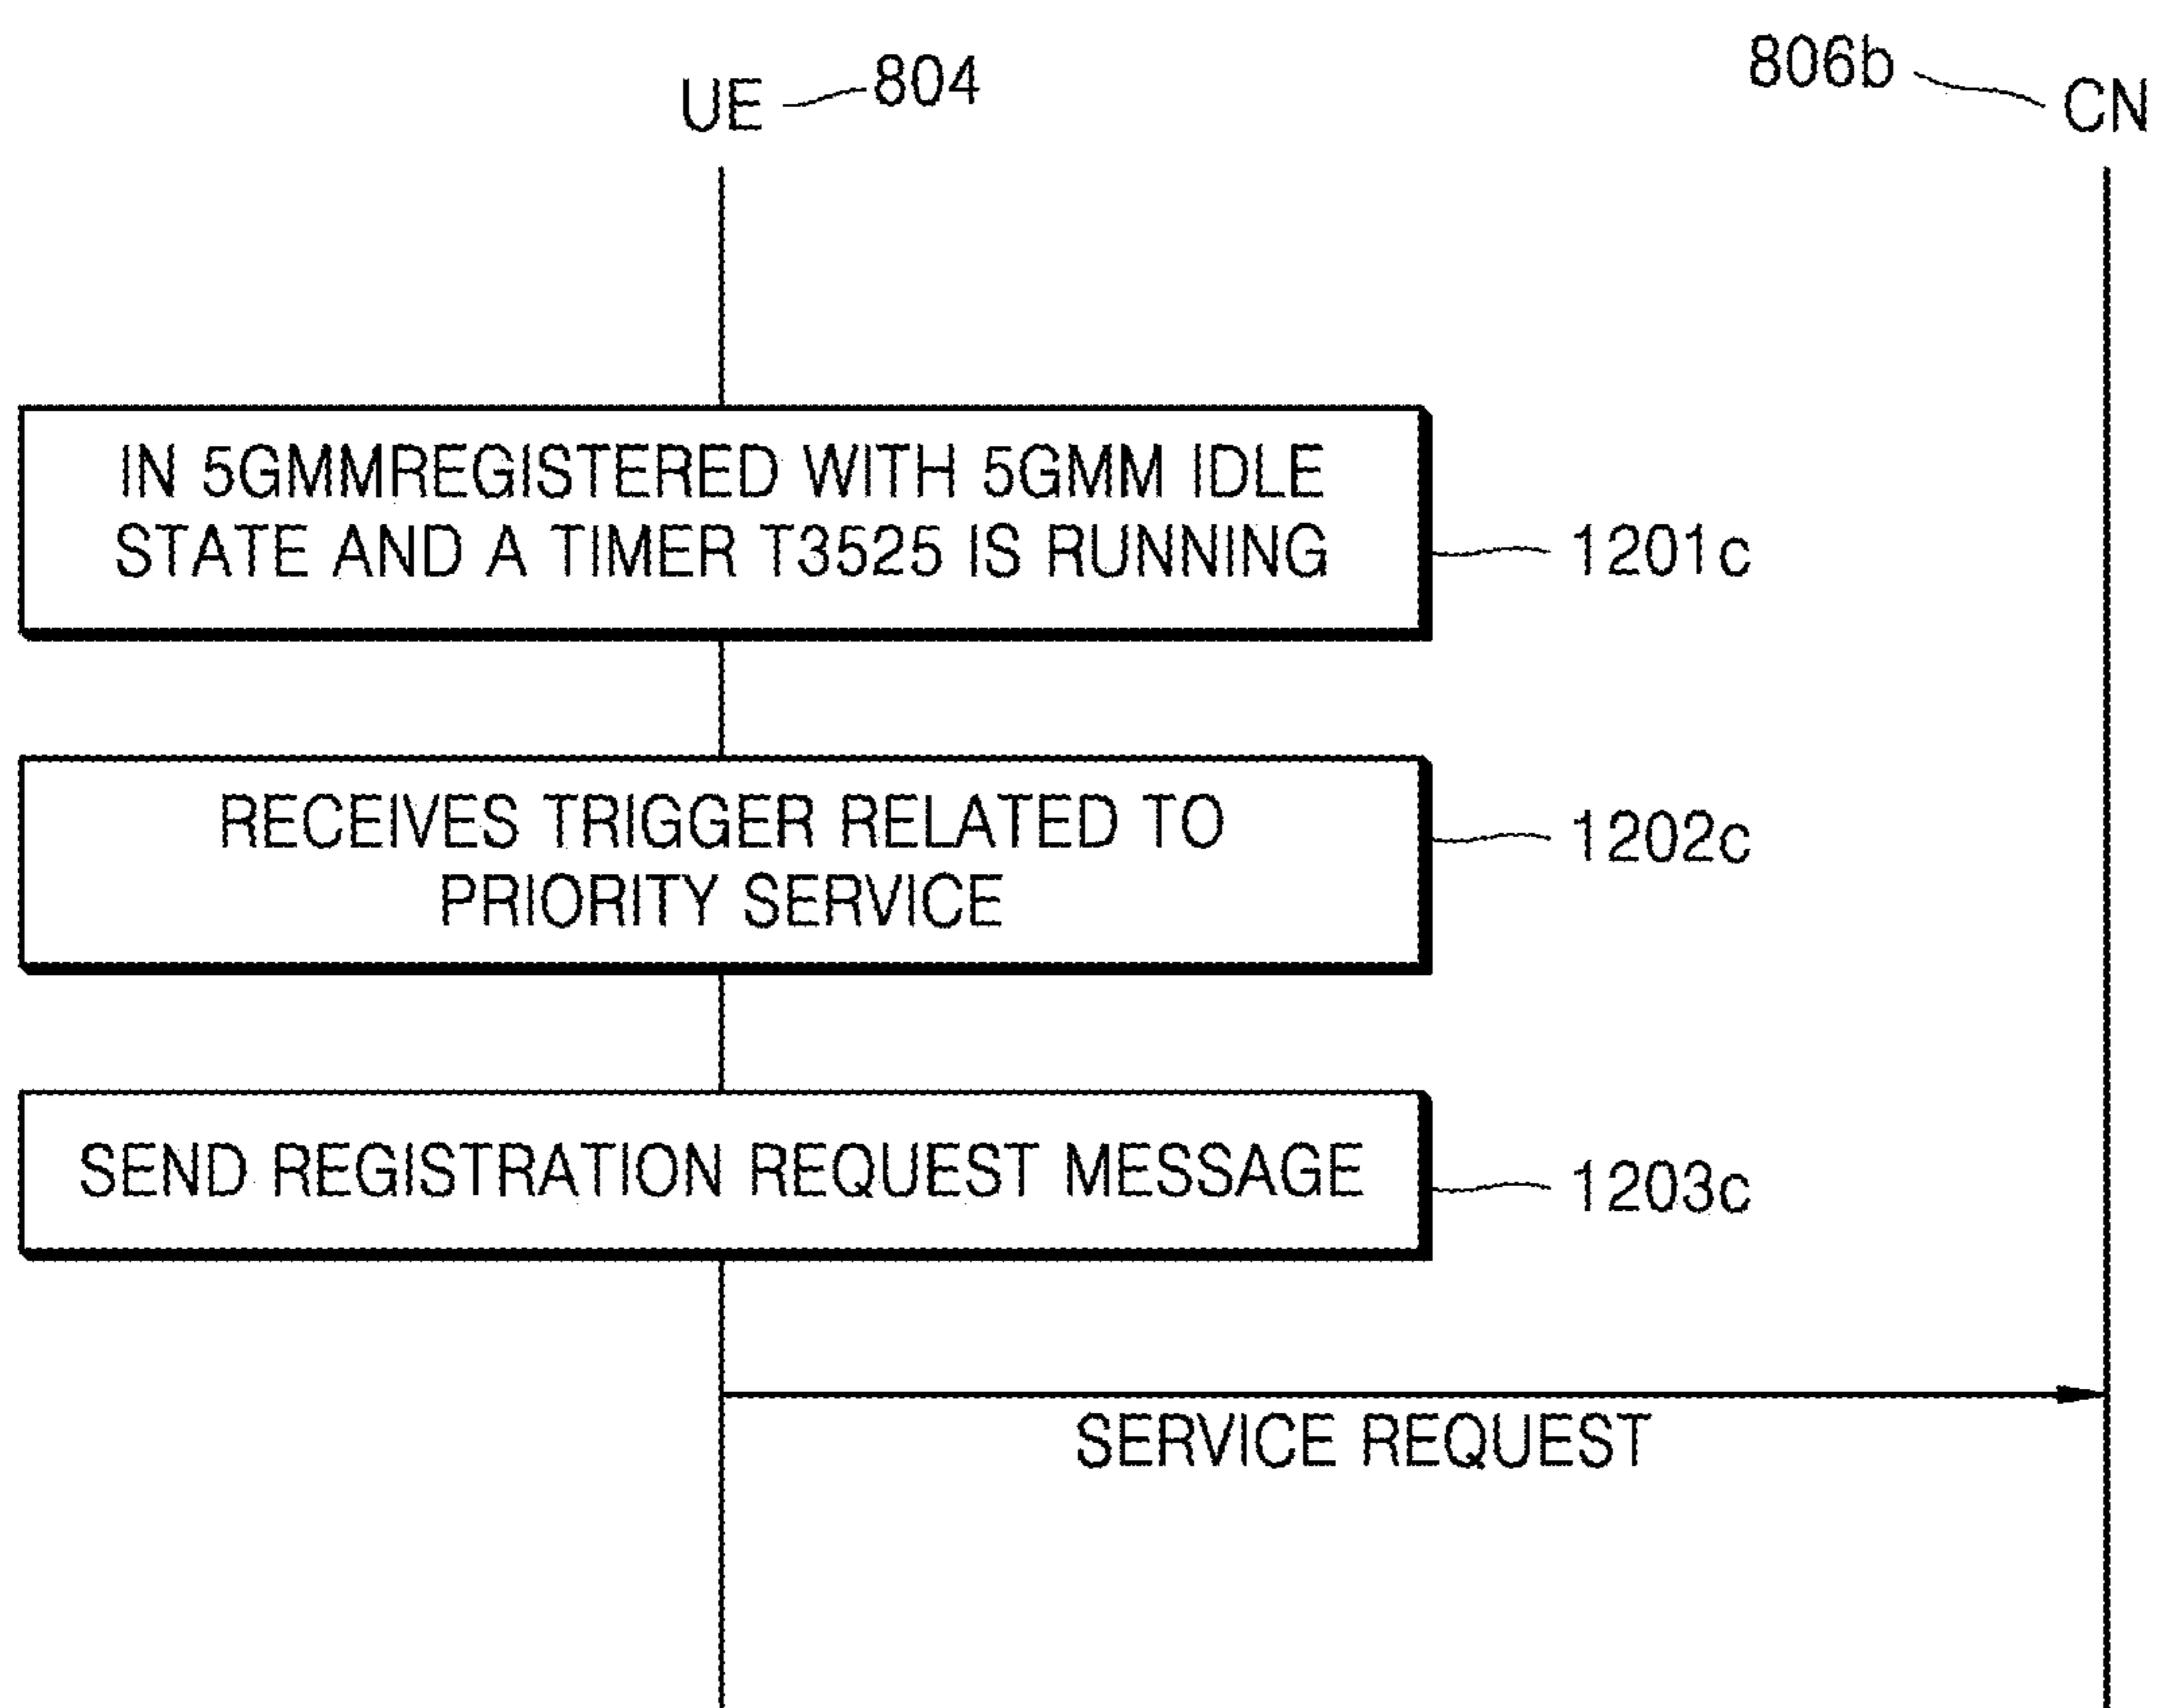 UE 804
806b CN
IN 5GMMREGISTERED WITH 5GMM IDLE
STATE AND A TIMER T3525 IS RUNNING
1201c
RECEIVES TRIGGER RELATED TO
PRIORITY SERVICE
1202c
SEND REGISTRATION REQUEST MESSAGE
1203c
SERVICE REQUEST